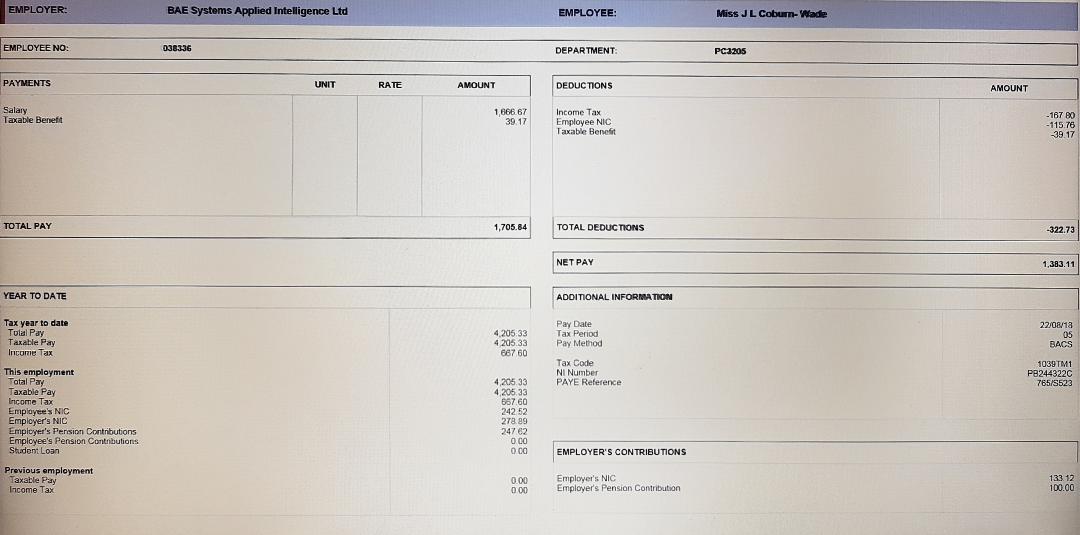 EMPLOYER: BAE Systems Applied Intelligence Ltd EMPLOYEE: Miss J L Coburn- Wade
EMPLOYEE NO: 038336 DEPARTMENT: PC3205
PAYMENTS UNIT RATE AMOUNT
Salary 1,666.67
Taxable Benefit 39.17
TOTAL PAY 1,705.84
DEDUCTIONS AMOUNT
Income Tax -167.80
Employee NIC -115.76
Taxable Benefit -39.17
TOTAL DEDUCTIONS -322.73
NET PAY 1,383.11
YEAR TO DATE
Tax year to date
Total Pay 4,205.33
Taxable Pay 4,205.33
Income Tax 667.60
This employment
Total Pay 4,205.33
Taxable Pay 4,205.33
Income Tax 667.60
Employee's NIC 242.52
Employer's NIC 278.89
Employer's Pension Contributions 247.62
Employee's Pension Contributions 0.00
Student Loan 0.00
Previous employment
Taxable Pay 0.00
Income Tax 0.00
ADDITIONAL INFORMATION
Pay Date 22/08/18
Tax Period 05
Pay Method BACS
Tax Code 1039TM1
NI Number PB244322C
PAYE Reference 765/S523
EMPLOYER'S CONTRIBUTIONS
Employer's NIC 133.12
Employer's Pension Contribution 100.00